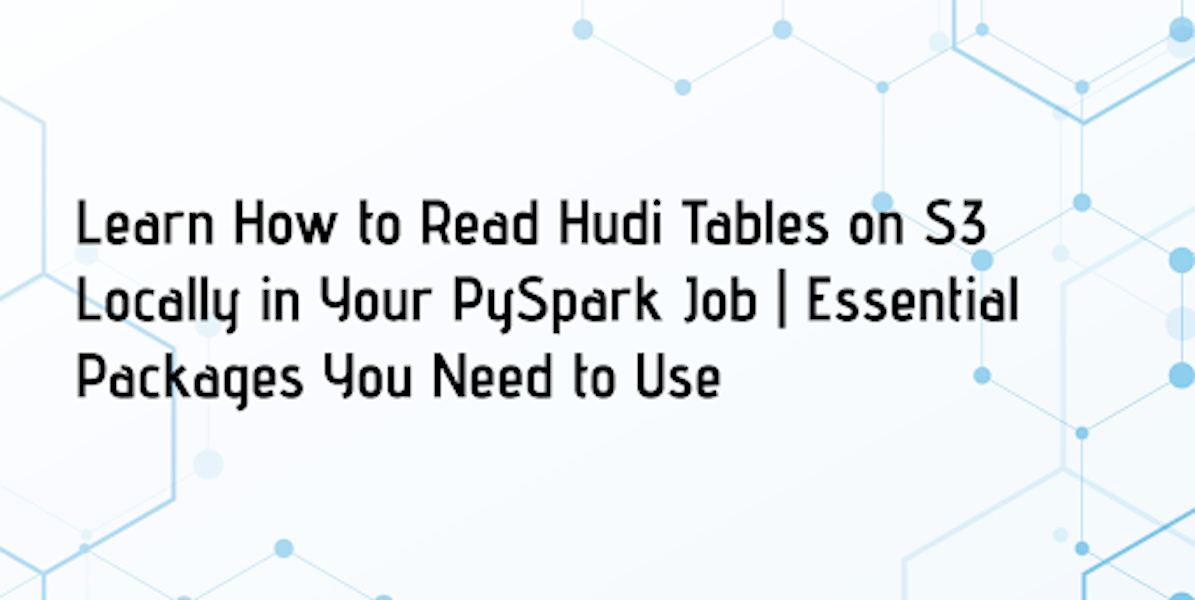 Learn How to Read Hudi Tables on S3
Locally in Your PySpark Job | Essential
Packages You Need to Use